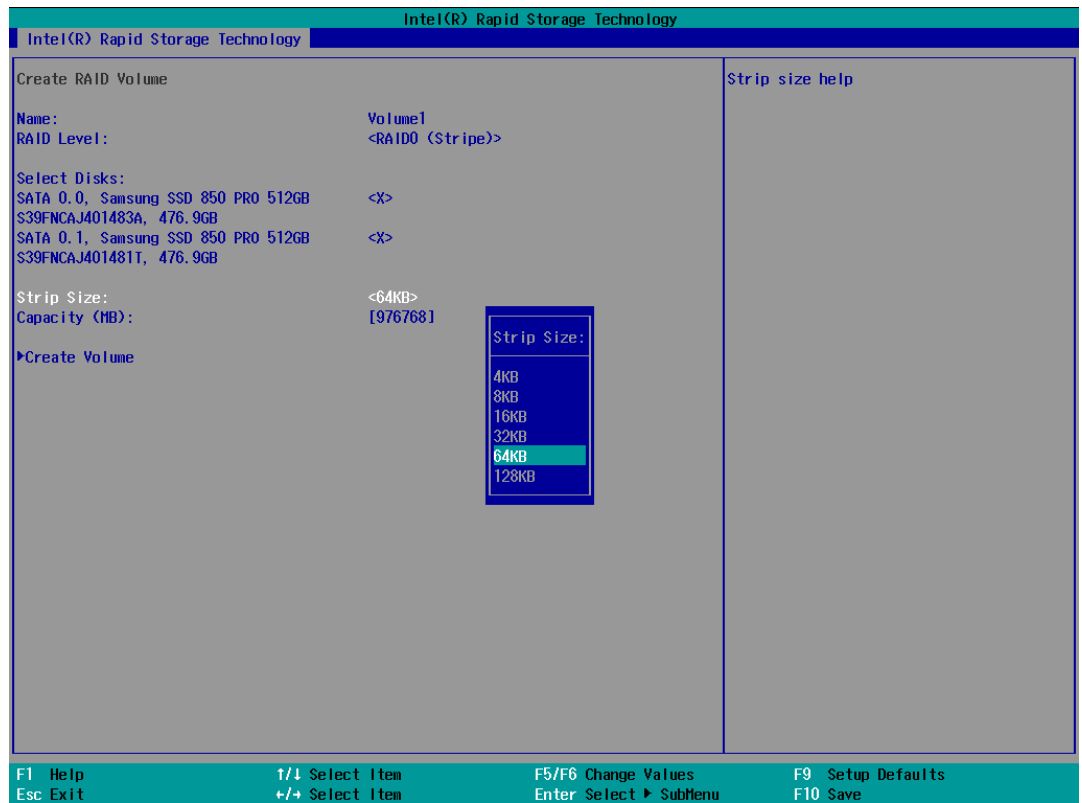 Intel(R) Rapid Storage Technology
Intel(R) Rapid Storage Technology
Create RAID Volume
Strip size help
Name: Volume1
RAID Level: <RAID0 (Stripe)>
Select Disks:
SATA 0.0, Samsung SSD 850 PRO 512GB <X>
S39FNCAJ401483A, 476.9GB
SATA 0.1, Samsung SSD 850 PRO 512GB <X>
S39FNCAJ401481T, 476.9GB
Strip Size: <64KB>
Capacity (MB): [976768]
▶Create Volume
Strip Size:
4KB
8KB
16KB
32KB
64KB
128KB
F1 Help ↑/↓ Select Item F5/F6 Change Values F9 Setup Defaults
Esc Exit ←/→ Select Item Enter Select ▶ SubMenu F10 Save